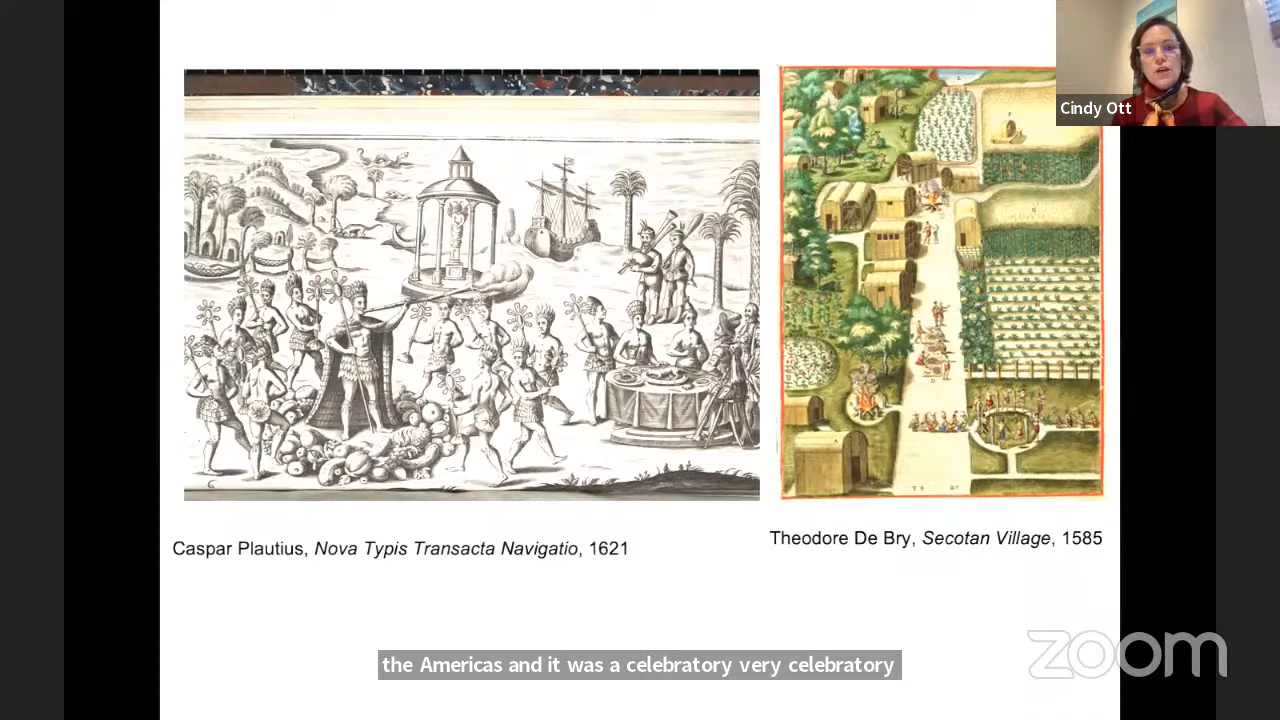 Cindy Ott
Caspar Plautius, Nova Typis Transacta Navigatio, 1621
Theodore De Bry, Secotan Village, 1585
the Americas and it was a celebratory very celebratory
zoom